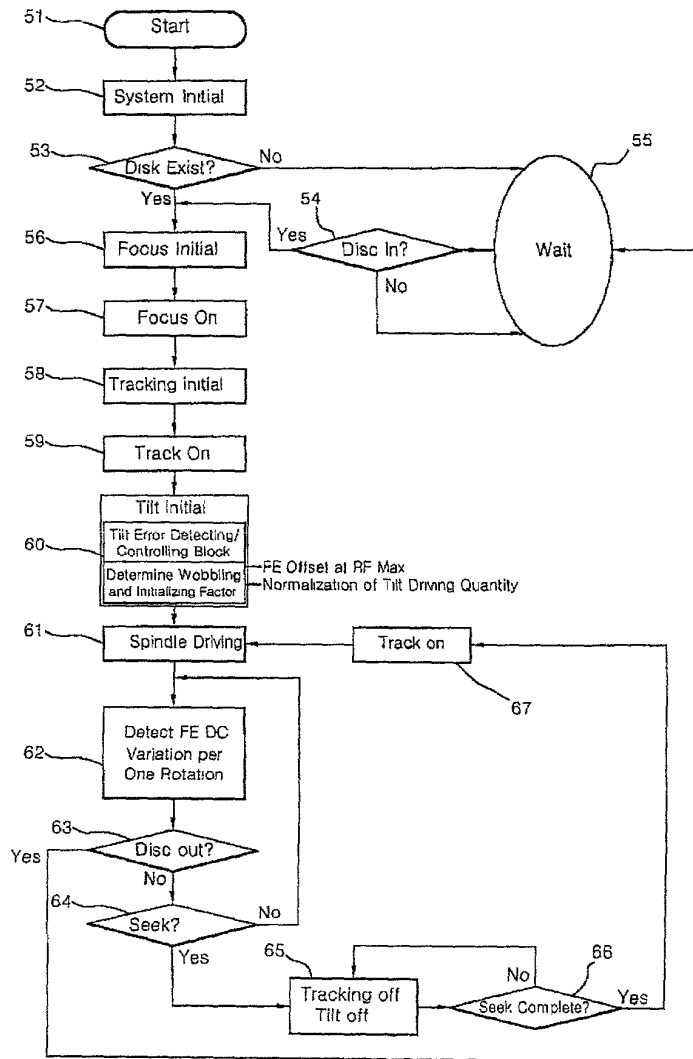 51
Start
52
System Initial
53
Disk Exist?
No
55
Yes
54
56
Focus Initial
Yes
Disc In?
Wait
No
57
Focus On
58
Tracking Initial
59
Track On
Tilt Initial
60
Tilt Error Detecting/
Controlling Block
Determine Wobbling
and Initializing Factor
FE Offset at RF Max
Normalization of Tilt Driving Quantity
61
Spindle Driving
Track on
67
62
Detect FE DC
Variation per
One Rotation
63
Yes
Disc out?
No
64
Seek?
No
Yes
65
Tracking off
Tilt off
No
66
Seek Complete?
Yes